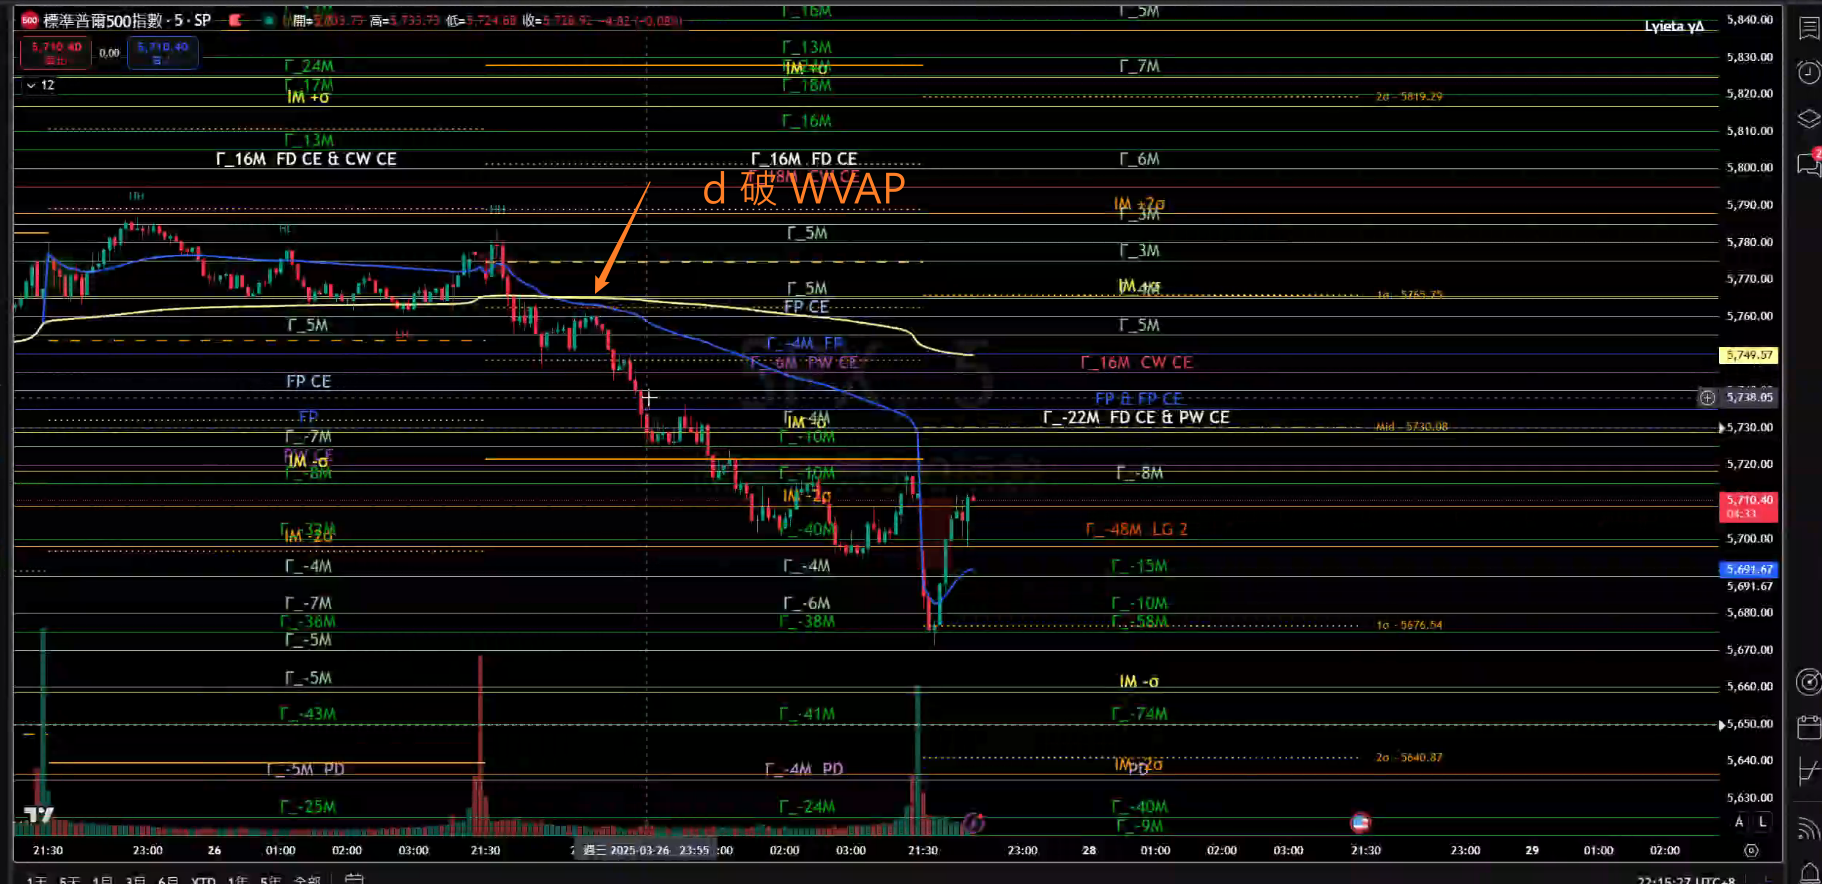 標準普爾500指數 · 5 · SP
開= 高=5,735.73 低=5,724.68 收=5,728.92 −4.82 (−0.08%)
Lyieta γΔ
5,710.40
0.00
5,710.40
12
Γ_16M
Γ_5M
Γ_13M
Γ_24M
IM +σ
Γ_7M
Γ_17M
Γ_18M
IM +σ
2σ - 5819.29
Γ_16M
Γ_13M
Γ_16M FD CE & CW CE
Γ_16M FD CE
Γ_6M
d 破 WVAP
HH
HH
IM +2σ
Γ_3M
Γ_5M
Γ_3M
Γ_5M
IM +σ
1σ - 5765.75
FP CE
Γ_5M
Γ_5M
LH
Γ_-4M FP
Γ_-6M PW CE
Γ_16M CW CE
FP CE
FP & FP CE
FP
Γ_-4M
IM -σ
Γ_-22M FD CE & PW CE
Mid - 5730.08
Γ_-7M
Γ_-10M
PW CE
IM -σ
Γ_-8M
Γ_-10M
Γ_-8M
IM -2σ
Γ_-33M
IM -2σ
Γ_-40M
Γ_-48M LG 2
Γ_-4M
Γ_-4M
Γ_-15M
Γ_-7M
Γ_-6M
Γ_-10M
Γ_-36M
Γ_-38M
Γ_-58M
1σ - 5676.54
Γ_-5M
Γ_-5M
IM -σ
Γ_-43M
Γ_-41M
Γ_-74M
2σ - 5640.87
Γ_-5M PD
Γ_-4M PD
IM -2σ
PD
Γ_-25M
Γ_-24M
Γ_-40M
Γ_-9M
5,840.00
5,830.00
5,820.00
5,810.00
5,800.00
5,790.00
5,780.00
5,770.00
5,760.00
5,749.57
5,738.05
5,730.00
5,720.00
5,710.40
04:33
5,700.00
5,691.67
5,691.67
5,680.00
5,670.00
5,660.00
5,650.00
5,640.00
5,630.00
A L
21:30 23:00 26 01:00 02:00 03:00 21:30 週三 2025-03-26 23:55 :00 02:00 03:00 21:30 23:00 28 01:00 02:00 03:00 21:30 23:00 29 01:00 02:00
1天 5天 1月 3月 6月 YTD 1年 5年 全部
22:15:27 UTC+8